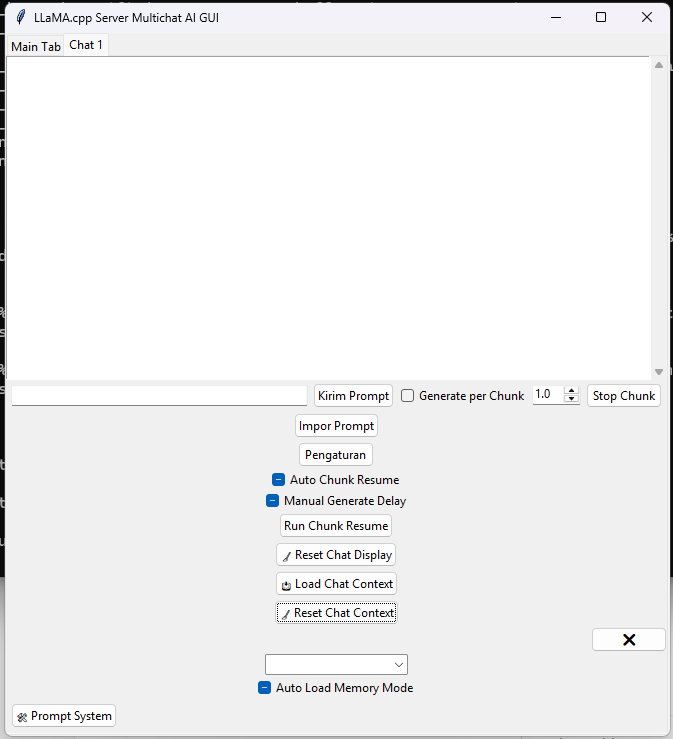 LLaMA.cpp Server Multichat AI GUI
Main Tab Chat 1
Kirim Prompt Generate per Chunk 1.0 Stop Chunk
Impor Prompt
Pengaturan
Auto Chunk Resume
Manual Generate Delay
Run Chunk Resume
Reset Chat Display
Load Chat Context
Reset Chat Context
Auto Load Memory Mode
Prompt System